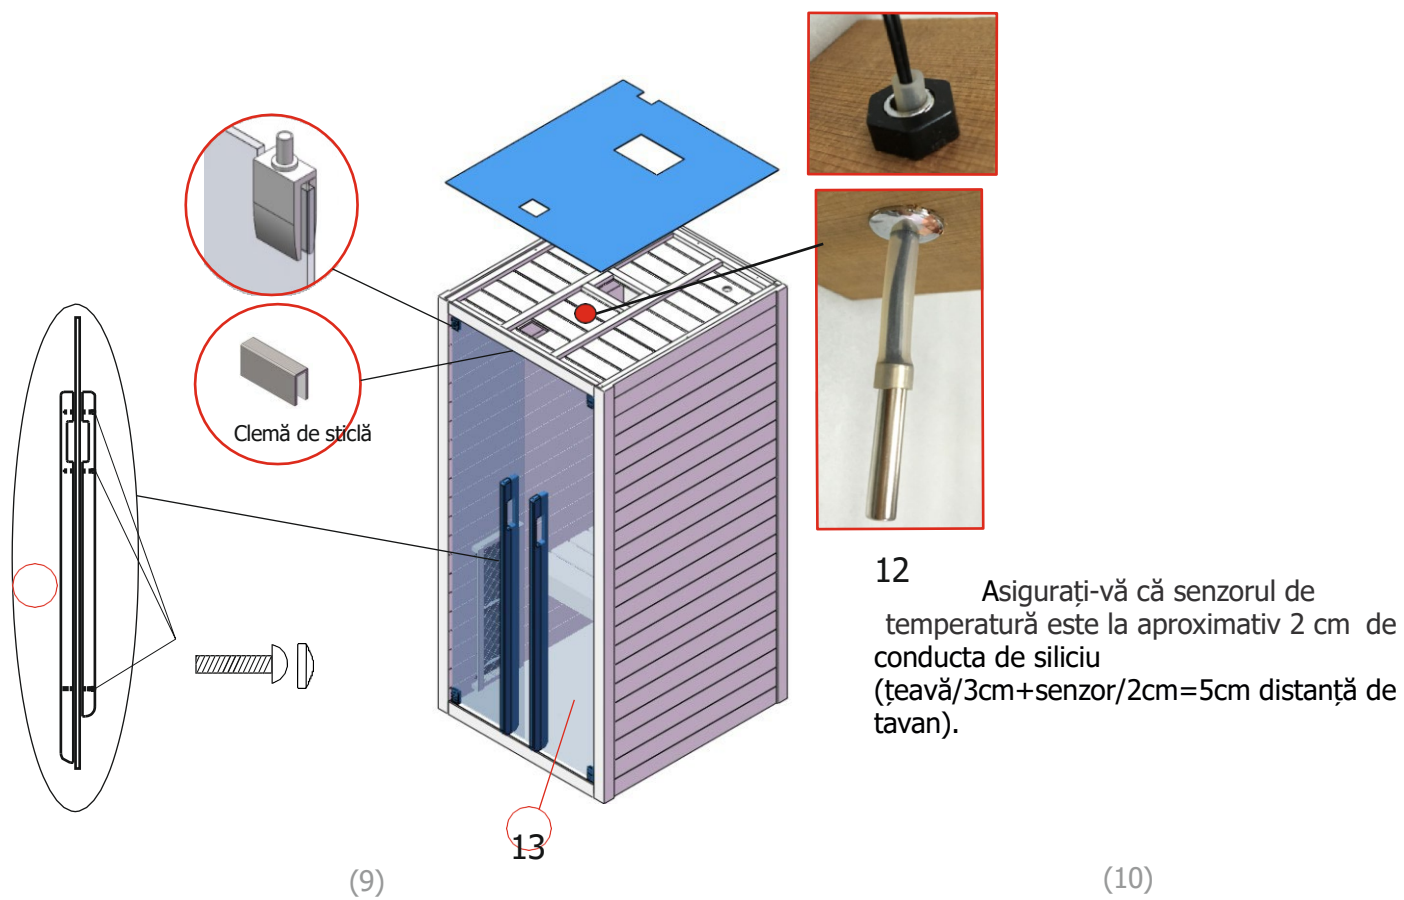 Clemă de sticlă
12
Asigurați-vă că senzorul de
temperatură este la aproximativ 2 cm de
conducta de siliciu
(țeavă/3cm+senzor/2cm=5cm distanță de
tavan).
13
(9)
(10)